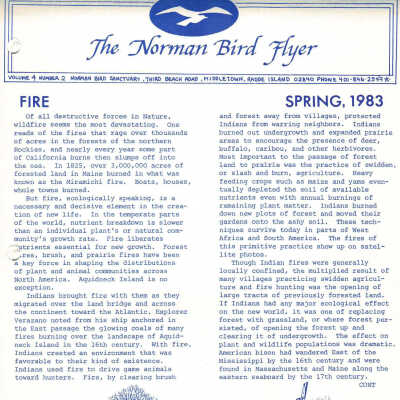 The Norman Bird Flyer
VOLUME 4 NUMBER 2 NORMAN BIRD SANCTUARY, THIRD BEACH ROAD, MIDDLETOWN, RHODE ISLAND 02840 PHONE 401-846-2577
FIRE
Of all destructive forces in Nature,
wildfire seems the most devastating. One
reads of the fires that rage over thousands
of acres in the forests of the northern
Rockies, and nearly every year some part
of California burns then slumps off into
the sea. In 1825, over 3,000,000 acres of
forested land in Maine burned in what was
known as the Miramichi fire. Boats, houses,
whole towns burned.
But fire, ecologically speaking, is a
necessary and decisive element in the crea-
tion of new life. In the temperate parts
of the world, nutrient breakdown is slower
than an individual plant's or natural com-
munity's growth rate. Fire liberates
nutrients essential for new growth. Forest
fires, brush, and prairie fires have been
a key force in shaping the distributions
of plant and animal communities across
North America. Aquidneck Island is no
exception.
Indians brought fire with them as they
migrated over the land bridge and across
the continent toward the Atlantic. Explorer
Verazano noted from his ship anchored in
the East passage the glowing coals of many
fires burning over the landscape of Aquid-
neck Island in the 16th century. With fire,
Indians created an environment that was
favorable to their kind of existence.
Indians used fire to drive game animals
toward hunters. Fire, by clearing brush
SPRING, 1983
and forest away from villages, protected
Indians from warring neighbors. Indians
burned out undergrowth and expanded prairie
areas to encourage the presence of deer,
buffalo, caribou, and other herbivores.
Most important to the passage of forest
land to prairie was the practice of swidden,
or slash and burn, agriculture. Heavy
feeding crops such as maize and yams even-
tually depleted the soil of available
nutrients even with annual burnings of
remaining plant matter. Indians burned
down new plots of forest and moved their
gardens onto the ashy soil. These tech-
niques survive today in parts of West
Africa and South America. The fires of
this primitive practice show up on satel-
lite photos.
Though Indian fires were generally
locally confined, the multiplied result of
many villages practicing swidden agricul-
ture and fire hunting was the opening of
large tracts of previously forested land.
If Indians had any major ecological effect
on the new world, it was one of replacing
forest with grassland, or where forest per-
sisted, of opening the forest up and
clearing it of undergrowth. The effect on
plant and wildlife populations was dramatic.
American bison had wandered East of the
Mississippi by the 16th century and were
found in Massachusetts and Maine along the
eastern seaboard by the 17th century.
CONT